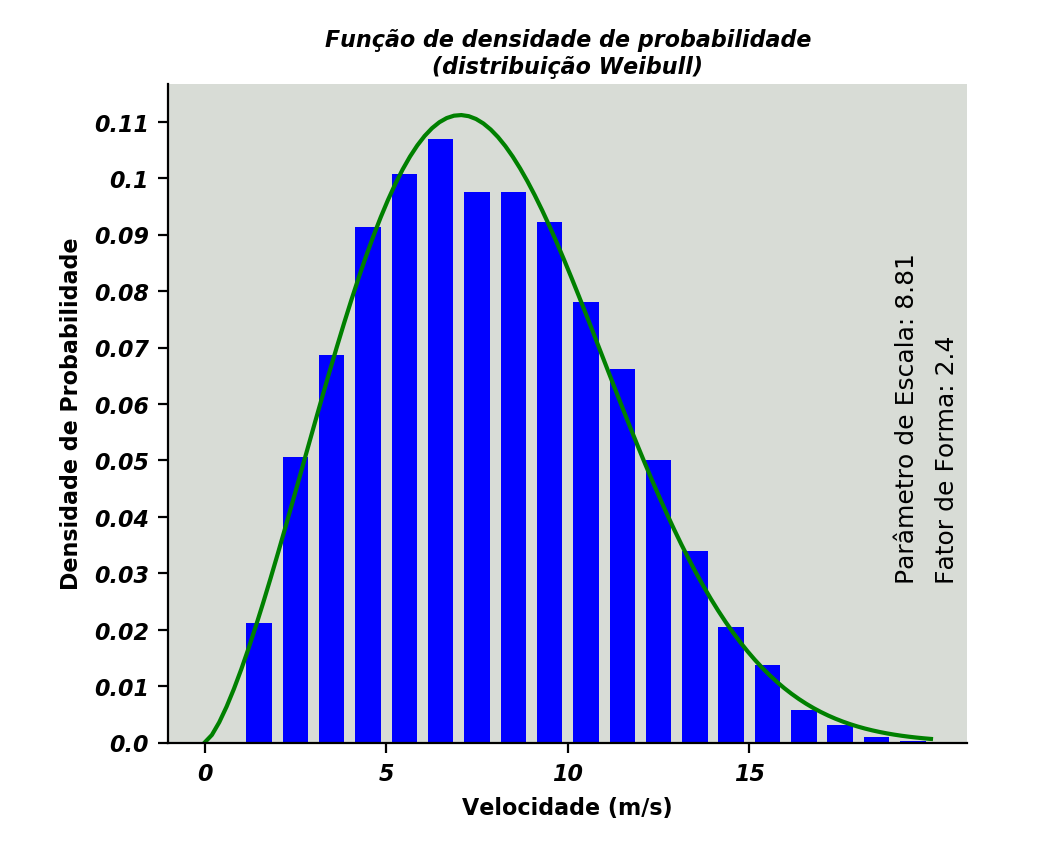 Função de densidade de probabilidade
(distribuição Weibull)
Densidade de Probabilidade
0.11
0.1
0.09
0.08
0.07
0.06
0.05
0.04
0.03
0.02
0.01
0.0
0 5 10 15
Velocidade (m/s)
Parâmetro de Escala: 8.81
Fator de Forma: 2.4